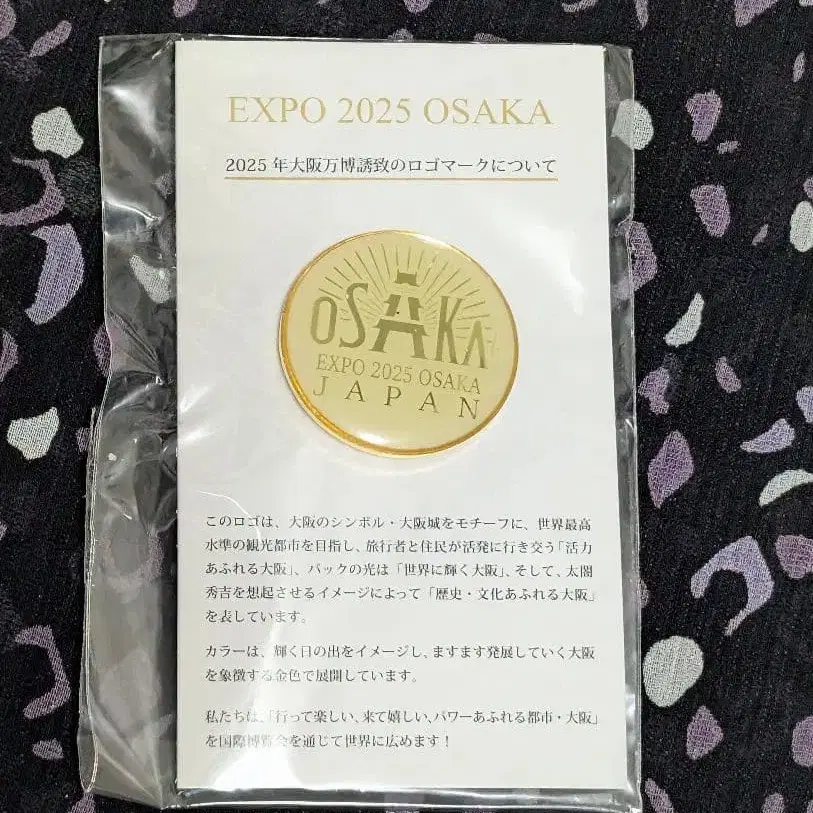 EXPO 2025 OSAKA
2025 年大阪万博誘致のロゴマークについて
OSAKA
EXPO 2025 OSAKA
JAPAN
このロゴは、大阪のシンボル・大阪城をモチーフに、世界最高
水準の観光都市を目指し、旅行者と住民が活発に行き交う「活力
あふれる大阪」、バックの光は「世界に輝く大阪」、そして、太閤
秀吉を想起させるイメージによって「歴史・文化あふれる大阪」
を表しています。
カラーは、輝く日の出をイメージし、ますます発展していく大阪
を象徴する金色で展開しています。
私たちは、「行って楽しい、来て嬉しい、パワーあふれる都市・大阪」
を国際博覧会を通じて世界に広めます！